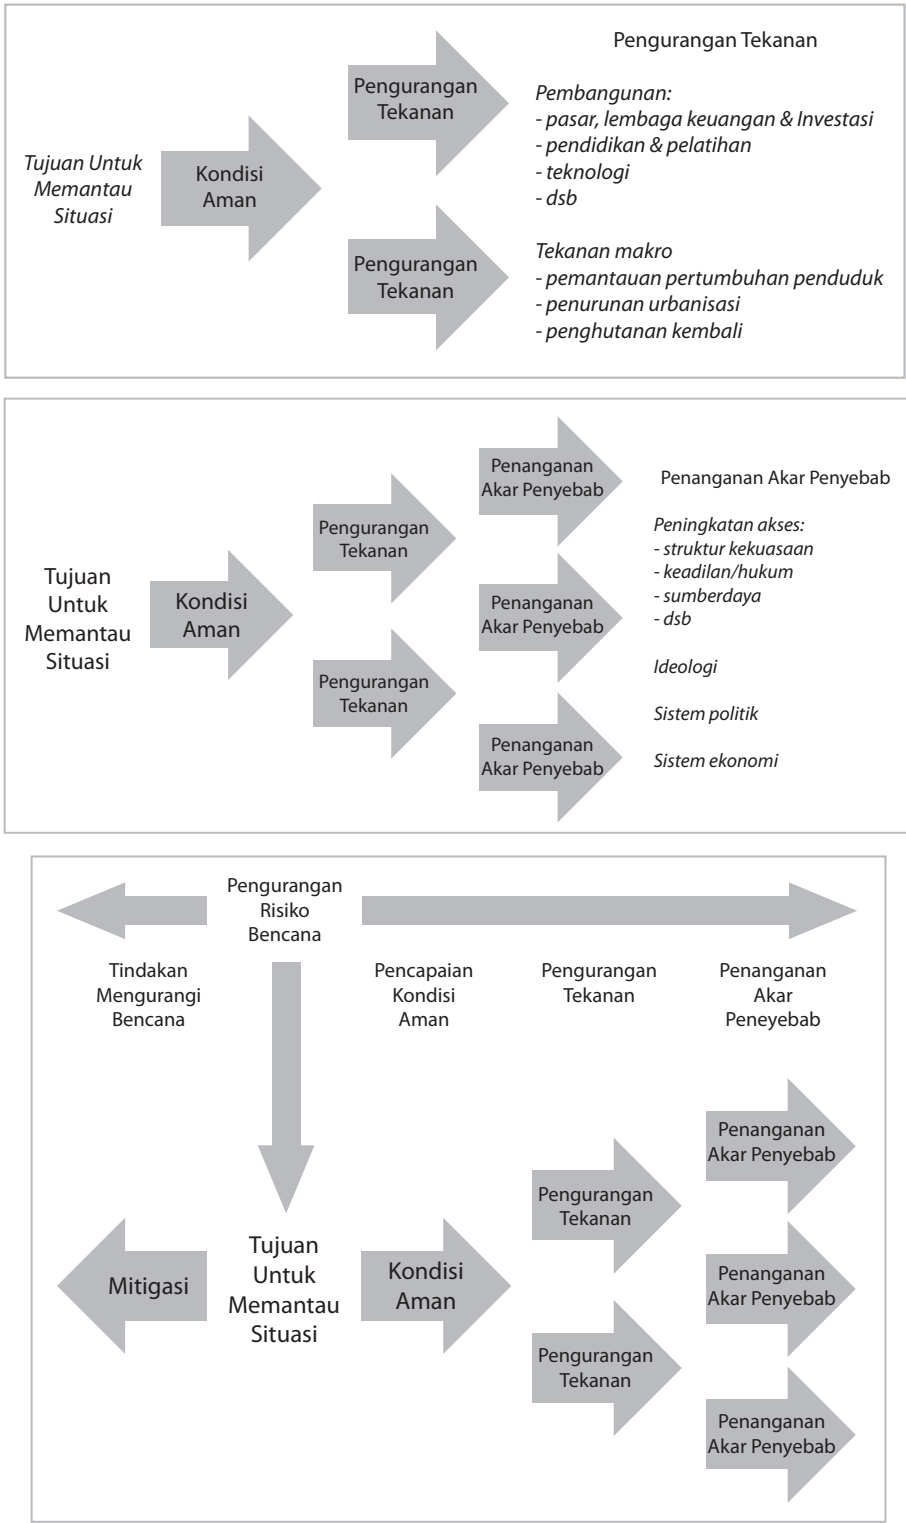 Pengurangan Tekanan
Pengurangan
Tekanan
Pembangunan:
- pasar, lembaga keuangan & Investasi
- pendidikan & pelatihan
- teknologi
- dsb
Tujuan Untuk
Memantau
Situasi
Kondisi
Aman
Pengurangan
Tekanan
Tekanan makro
- pemantauan pertumbuhan penduduk
- penurunan urbanisasi
- penghutanan kembali
Penanganan
Akar Penyebab
Penanganan Akar Penyebab
Pengurangan
Tekanan
Peningkatan akses:
- struktur kekuasaan
- keadilan/hukum
- sumberdaya
- dsb
Tujuan
Untuk
Memantau
Situasi
Kondisi
Aman
Penanganan
Akar Penyebab
Ideologi
Pengurangan
Tekanan
Sistem politik
Penanganan
Akar Penyebab
Sistem ekonomi
Pengurangan
Risiko
Bencana
Tindakan
Mengurangi
Bencana
Pencapaian
Kondisi
Aman
Pengurangan
Tekanan
Penanganan
Akar
Peneyebab
Penanganan
Akar Penyebab
Pengurangan
Tekanan
Mitigasi
Tujuan
Untuk
Memantau
Situasi
Kondisi
Aman
Penanganan
Akar Penyebab
Pengurangan
Tekanan
Penanganan
Akar Penyebab